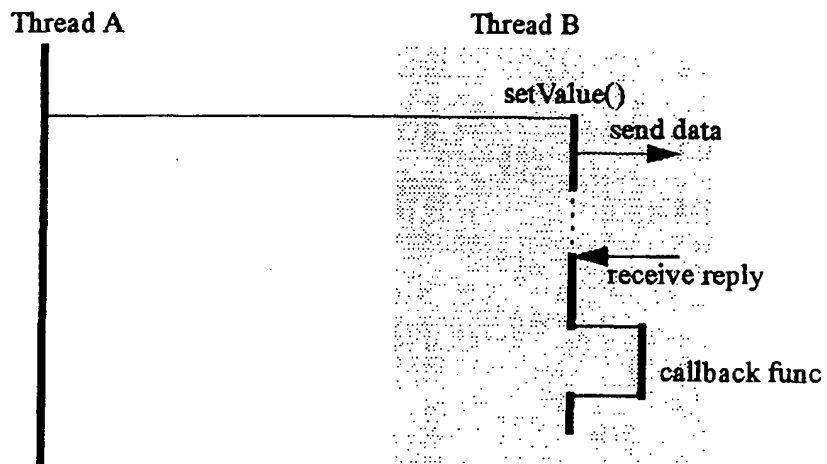 Thread A
Thread B
setValue()
send data
receive reply
callback func